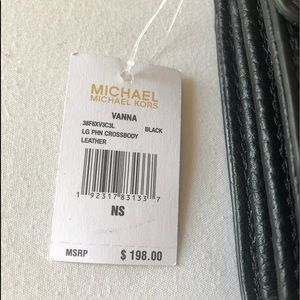 MICHAEL
MICHAEL KORS
VANNA
38F8XV3C3L BLACK
LG PHN CROSSBODY
LEATHER
1 92317 83133 7
NS
MSRP $ 198.00